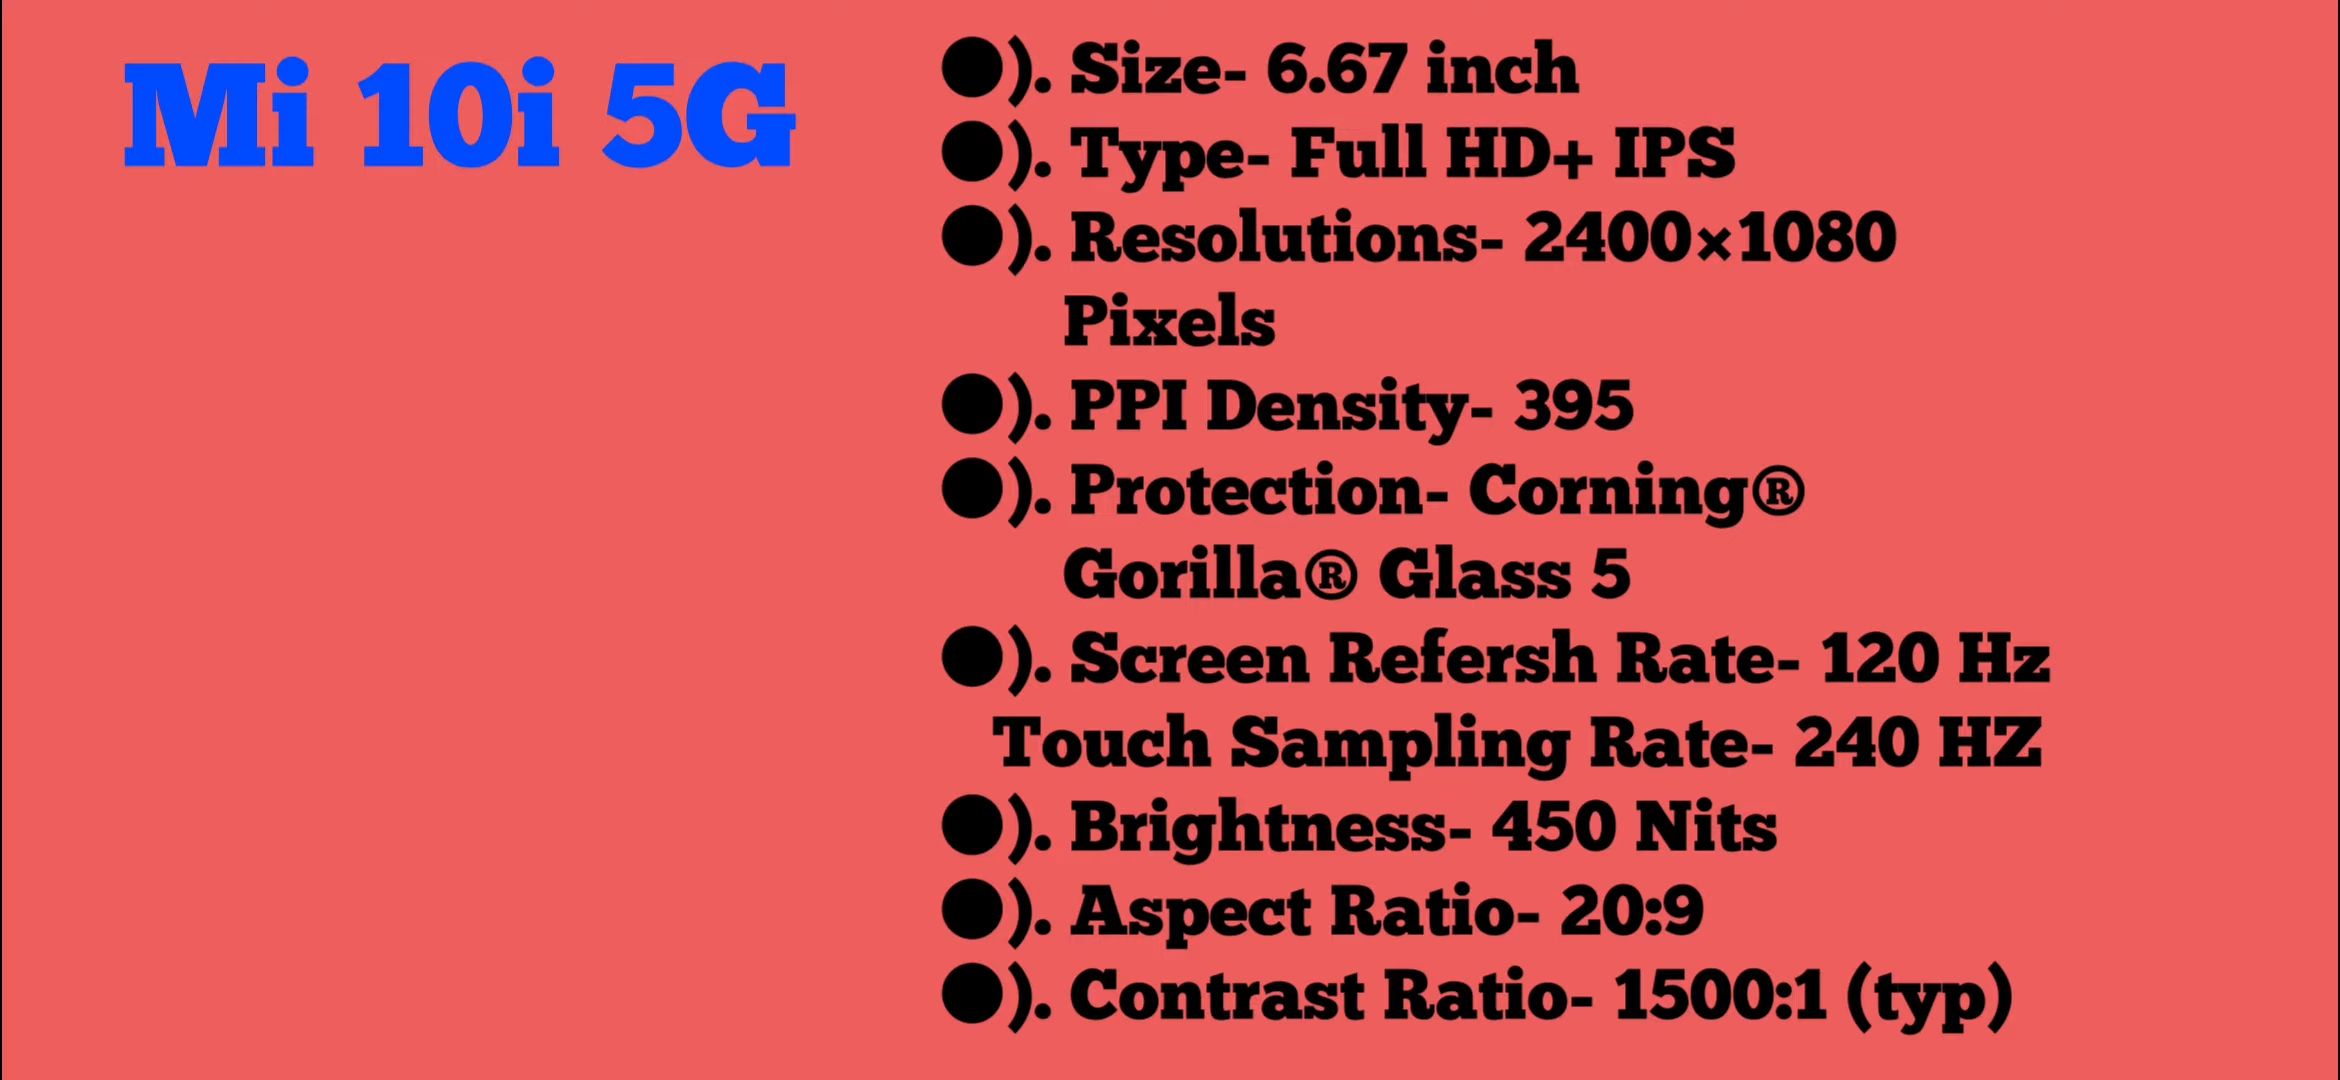 Mi 10i 5G
●). Size- 6.67 inch
●). Type- Full HD+ IPS
●). Resolutions- 2400×1080
Pixels
●). PPI Density- 395
●). Protection- Corning®
Gorilla® Glass 5
●). Screen Refersh Rate- 120 Hz
Touch Sampling Rate- 240 HZ
●). Brightness- 450 Nits
●). Aspect Ratio- 20:9
●). Contrast Ratio- 1500:1 (typ)